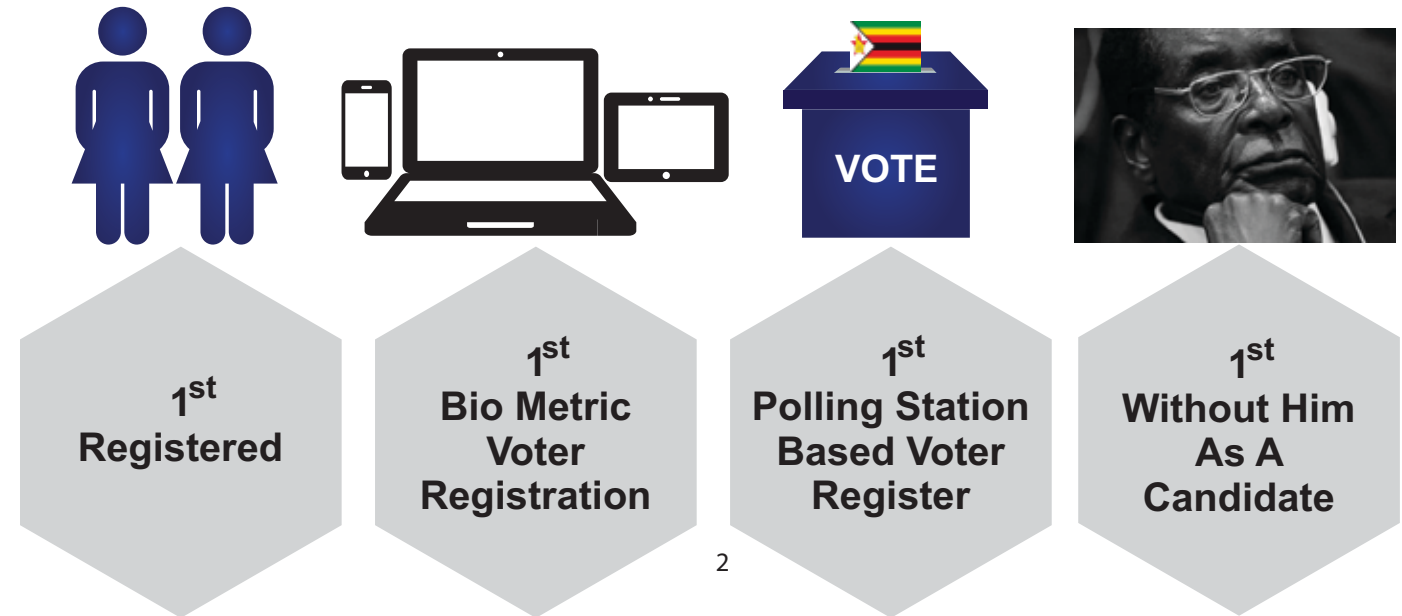 VOTE
1st
Registered
1st
Bio Metric
Voter
Registration
1st
Polling Station
Based Voter
Register
1st
Without Him
As A
Candidate
2